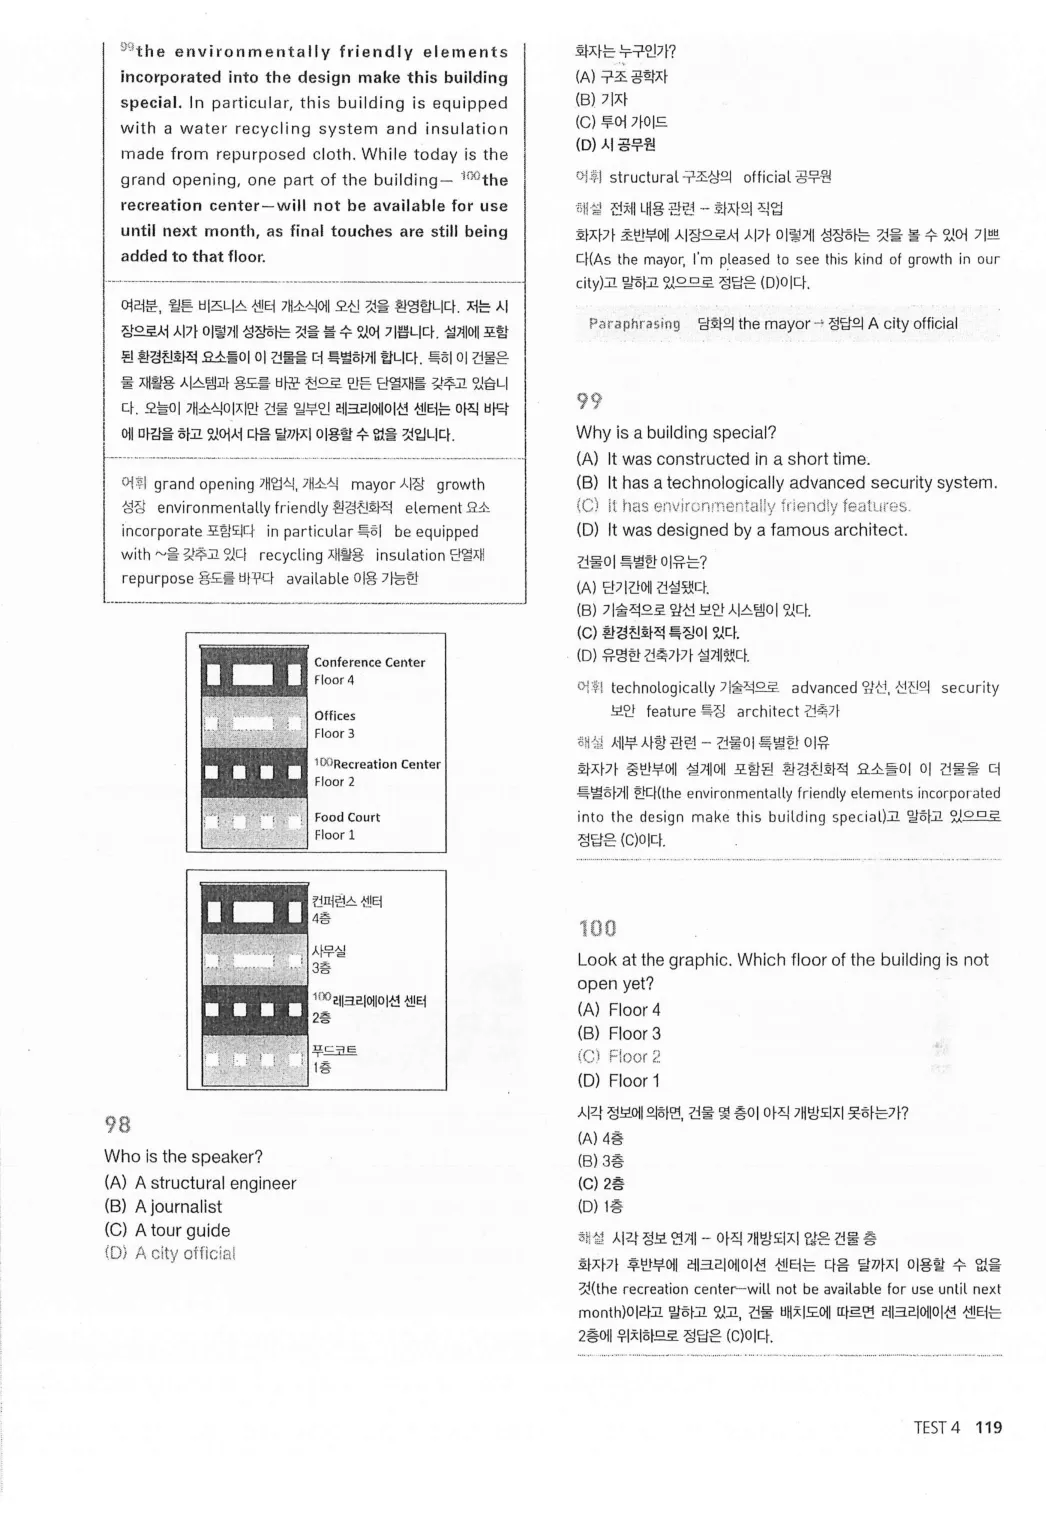 99the environmentally friendly elements
incorporated into the design make this building
special. In particular, this building is equipped
with a water recycling system and insulation
made from repurposed cloth. While today is the
grand opening, one part of the building— 100the
recreation center—will not be available for use
until next month, as final touches are still being
added to that floor.
여러분, 윌튼 비즈니스 센터 개소식에 오신 것을 환영합니다. 저는 시
장으로서 시가 이렇게 성장하는 것을 볼 수 있어 기쁩니다. 설계에 포함
된 환경친화적 요소들이 이 건물을 더 특별하게 합니다. 특히 이 건물은
물 재활용 시스템과 용도를 바꾼 천으로 만든 단열재를 갖추고 있습니
다. 오늘이 개소식이지만 건물 일부인 레크리에이션 센터는 아직 바닥
에 마감을 하고 있어서 다음 달까지 이용할 수 없을 것입니다.
어휘 grand opening 개업식, 개소식 mayor 시장 growth
성장 environmentally friendly 환경친화적 element 요소
incorporate 포함되다 in particular 특히 be equipped
with ~을 갖추고 있다 recycling 재활용 insulation 단열재
repurpose 용도를 바꾸다 available 이용 가능한
Conference Center
Floor 4
Offices
Floor 3
100Recreation Center
Floor 2
Food Court
Floor 1
컨퍼런스 센터
4층
사무실
3층
100레크리에이션 센터
2층
푸드코트
1층
98
Who is the speaker?
(A) A structural engineer
(B) A journalist
(C) A tour guide
(D) A city official
화자는 누구인가?
(A) 구조 공학자
(B) 기자
(C) 투어 가이드
(D) 시 공무원
어휘 structural 구조상의 official 공무원
해설 전체 내용 관련 – 화자의 직업
화자가 초반부에 시장으로서 시가 이렇게 성장하는 것을 볼 수 있어 기쁘
다(As the mayor, I'm pleased to see this kind of growth in our
city)고 말하고 있으므로 정답은 (D)이다.
Paraphrasing 담화의 the mayor → 정답의 A city official
99
Why is a building special?
(A) It was constructed in a short time.
(B) It has a technologically advanced security system.
(C) It has environmentally friendly features.
(D) It was designed by a famous architect.
건물이 특별한 이유는?
(A) 단기간에 건설됐다.
(B) 기술적으로 앞선 보안 시스템이 있다.
(C) 환경친화적 특징이 있다.
(D) 유명한 건축가가 설계했다.
어휘 technologically 기술적으로 advanced 앞선, 선진의 security
보안 feature 특징 architect 건축가
해설 세부 사항 관련 – 건물이 특별한 이유
화자가 중반부에 설계에 포함된 환경친화적 요소들이 이 건물을 더
특별하게 한다(the environmentally friendly elements incorporated
into the design make this building special)고 말하고 있으므로
정답은 (C)이다.
100
Look at the graphic. Which floor of the building is not
open yet?
(A) Floor 4
(B) Floor 3
(C) Floor 2
(D) Floor 1
시각 정보에 의하면, 건물 몇 층이 아직 개방되지 못하는가?
(A) 4층
(B) 3층
(C) 2층
(D) 1층
해설 시각 정보 연계 – 아직 개방되지 않은 건물 층
화자가 후반부에 레크리에이션 센터는 다음 달까지 이용할 수 없을
것(the recreation center—will not be available for use until next
month)이라고 말하고 있고, 건물 배치도에 따르면 레크리에이션 센터는
2층에 위치하므로 정답은 (C)이다.
TEST 4 119